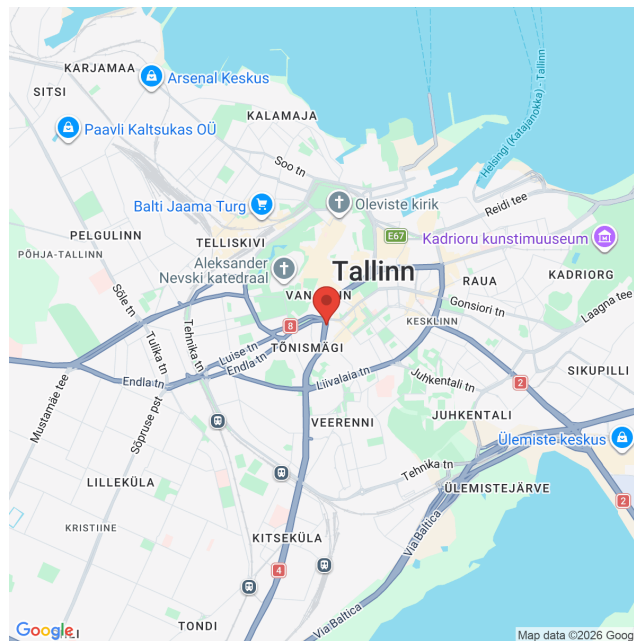 KARJAMAA
Arsenal Keskus
SITSI
Paavli Kaltsukas OÜ
KALAMAJA
Helsingi (Katajanokka) - Tallinn
Soo tn
Balti Jaama Turg
Oleviste kirik
Reidi tee
PELGULINN
TELLISKIVI
E67
Kadrioru kunstimuuseum
PÕHJA-TALLINN
Aleksander
Nevski katedraal
Tallinn
RAUA
KADRIORG
Sõle tn
Gonsiori tn
Laagna tee
8
KESKLINN
Tulika tn
Tehnika tn
Luise tn
TÕNISMÄGI
Endla tn
Endla tn
Liivalaia tn
Juhkentali tn
2
SIKUPILLI
Mustamäe tee
Sõpruse pst
VEERENNI
JUHKENTALI
Ülemiste keskus
Tehnika tn
LILLEKÜLA
ÜLEMISTEJÄRVE
2
KRISTIINE
Via Baltica
KITSEKÜLA
4
Via Baltica
TONDI
Google
Map data ©2026